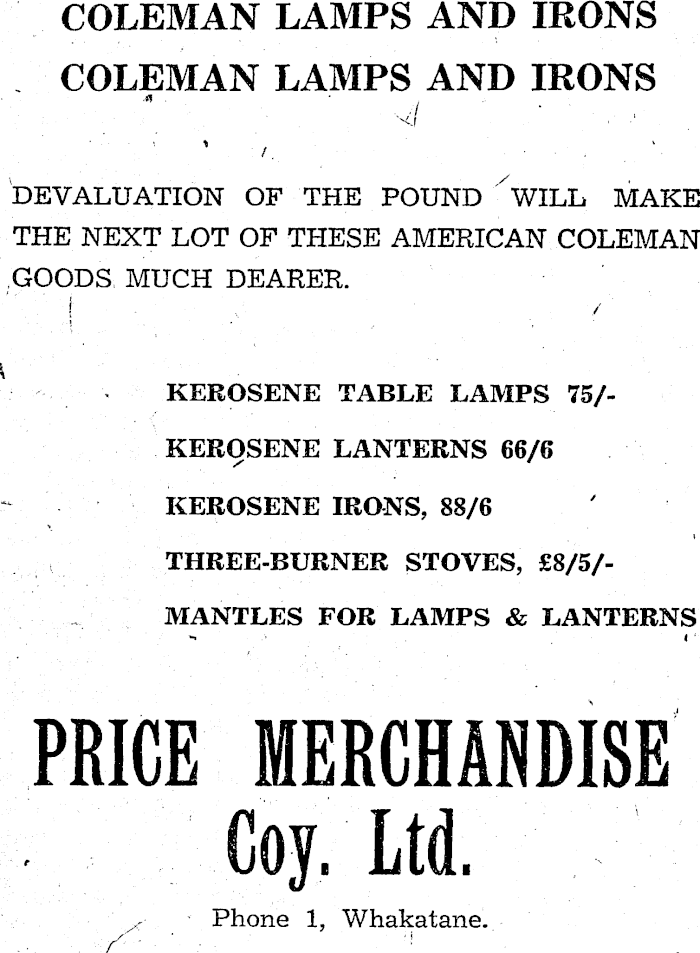 COLEMAN LAMPS AND IRONS
COLEMAN LAMPS AND IRONS
DEVALUATION OF THE POUND WILL MAKE
THE NEXT LOT OF THESE AMERICAN COLEMAN
GOODS MUCH DEARER.
KEROSENE TABLE LAMPS 75/-
KEROSENE LANTERNS 66/6
KEROSENE IRONS, 88/6
THREE-BURNER STOVES, £8/5/-
MANTLES FOR LAMPS & LANTERNS
PRICE MERCHANDISE
Coy. Ltd.
Phone 1, Whakatane.